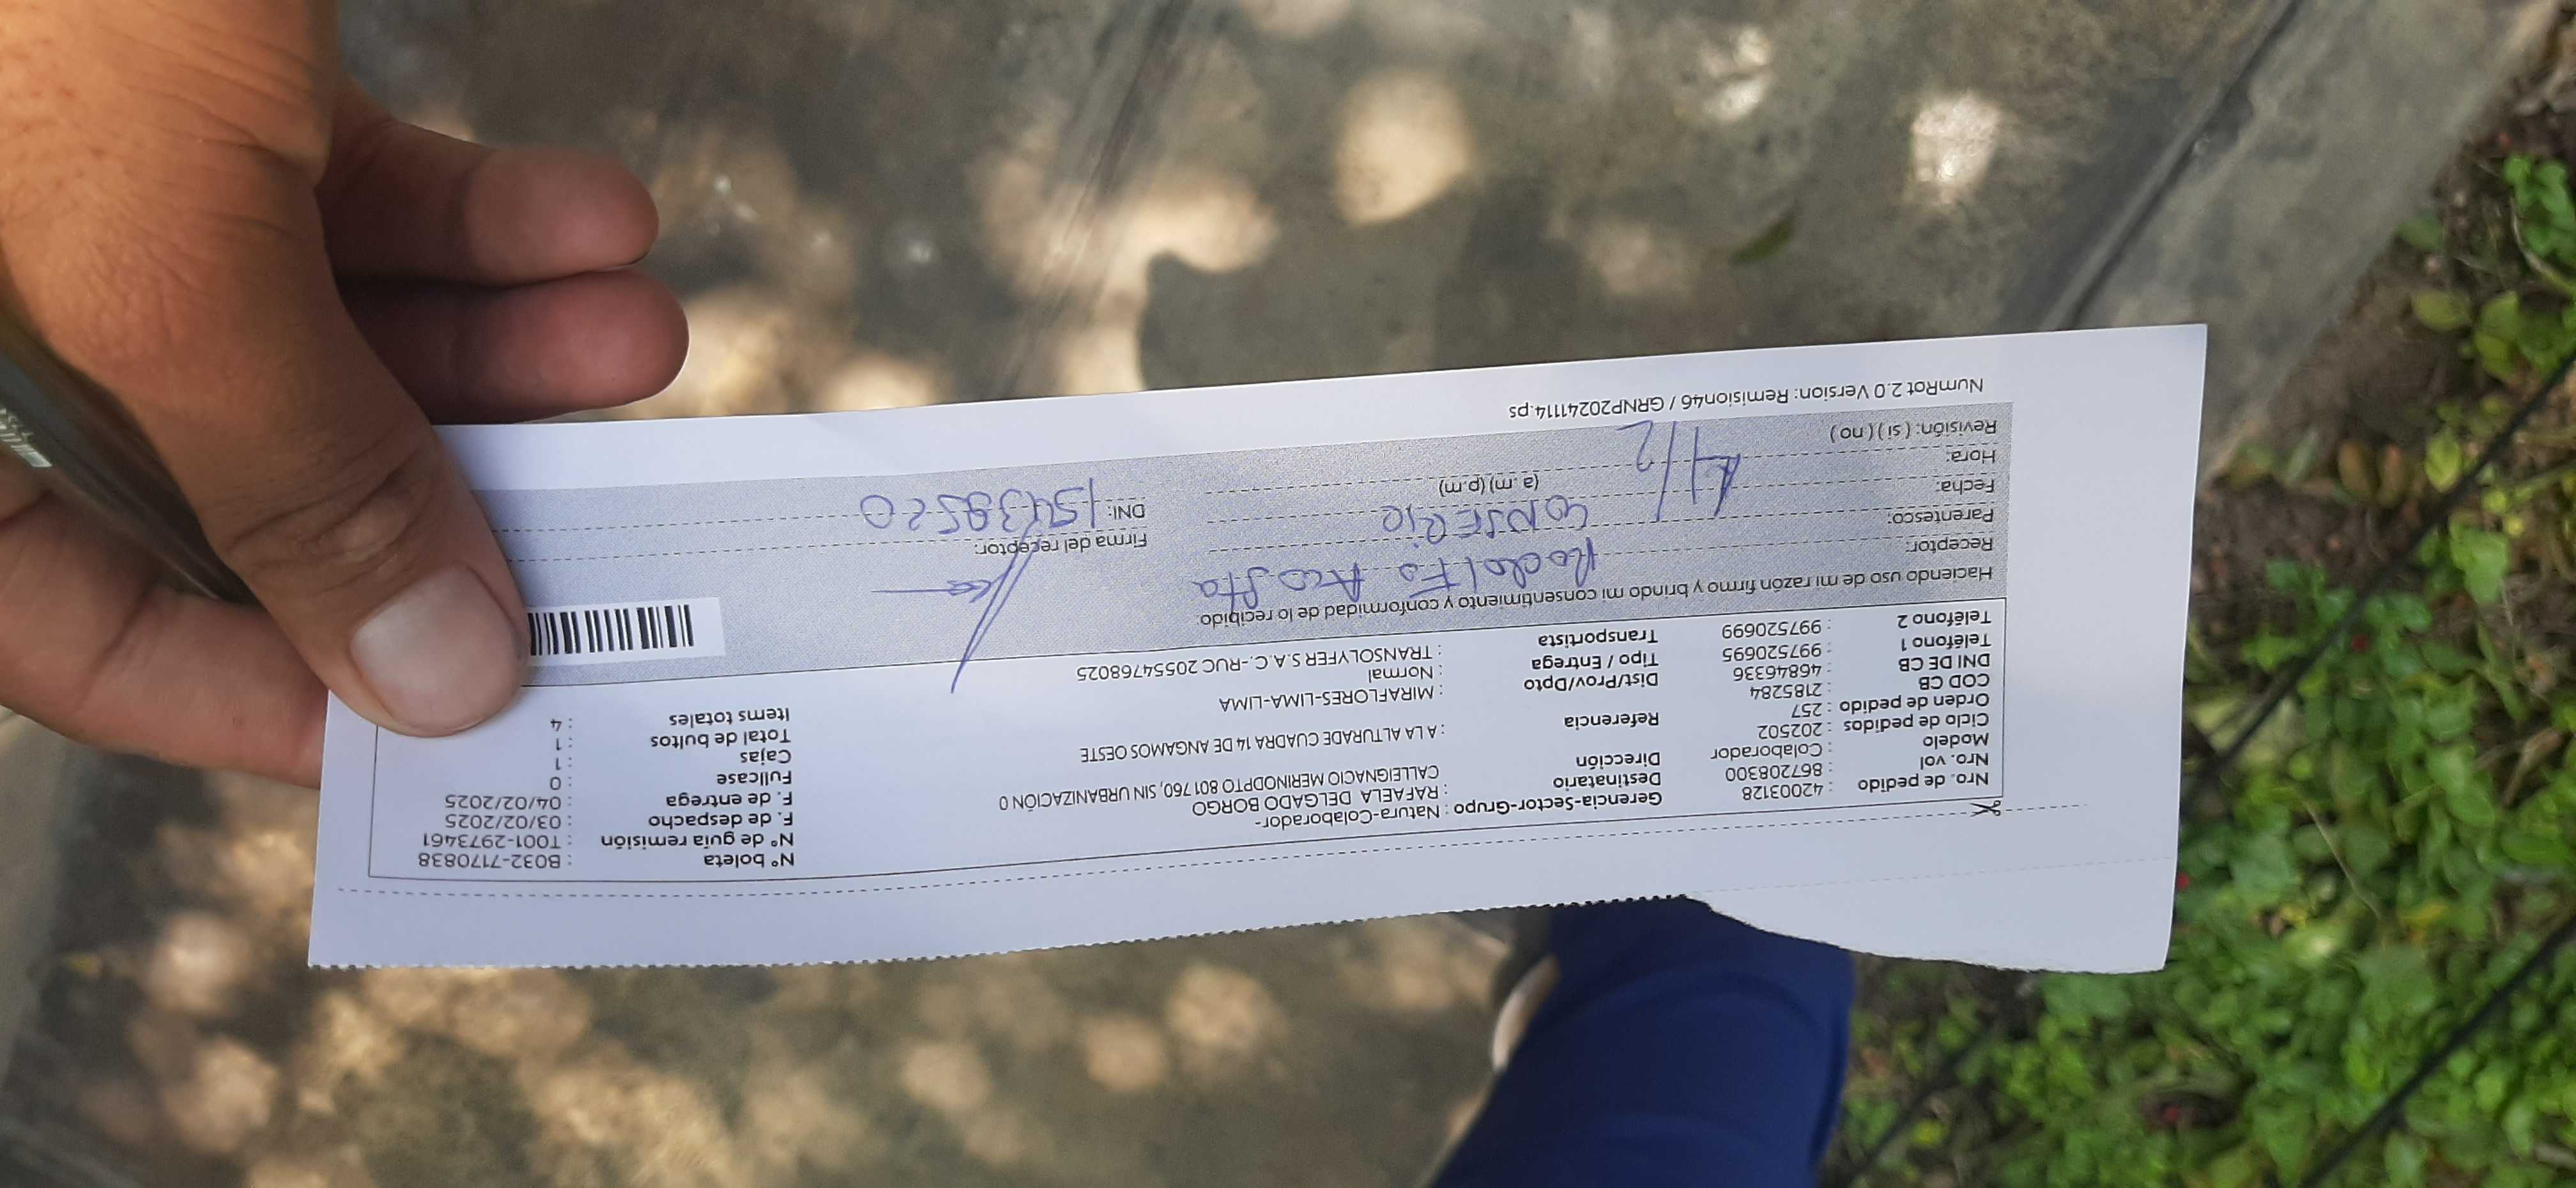 Nro. de pedido : 42003128
Nro. vol : 867208300
Modelo : Colaborador
Ciclo de pedidos : 202502
Orden de pedido : 257
COD CB : 2185284
DNI DE CB : 46846336
Teléfono 1 : 997520695
Teléfono 2 : 997520699
Gerencia-Sector-Grupo : Natura-Colaborador-
Destinatario : RAFAELA DELGADO BORGO
Dirección CALLEIGNACIO MERINODPTO 801 760, SIN URBANIZACIÓN 0
Referencia : A LA ALTURADE CUADRA 14 DE ANGAMOS OESTE
Dist/Prov/Dpto : MIRAFLORES-LIMA-LIMA
Tipo / Entrega : Normal
Transportista : TRANSOLYFER S.A.C.-RUC 20554768025
N° boleta : B032-7170838
N° de guía remisión : T001-2973461
F. de despacho : 03/02/2025
F. de entrega : 04/02/2025
Fullcase : 0
Cajas : 1
Total de bultos : 1
Items totales : 4
Haciendo uso de mi razón firmo y brindo mi consentimiento y conformidad de lo recibido
Receptor: Rodolfo Acosta
Parentesco: CONSERJE
Fecha: 4/2
Hora: (a .m) (p.m)
Revisión: ( si ) ( no )
Firma del receptor:
DNI:
NumRot 2.0 Version: Remision46 / GRNP20241114.ps